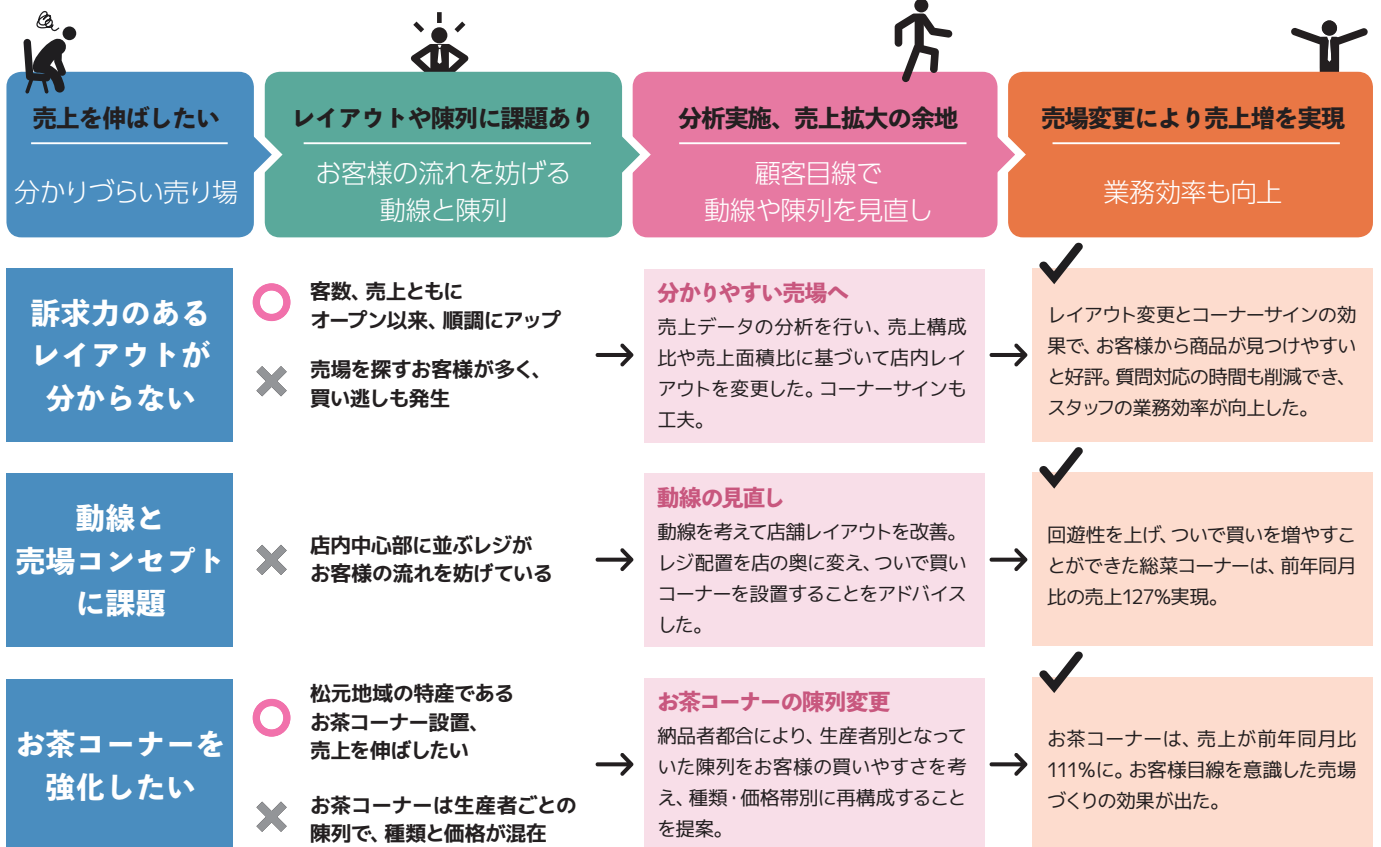 売上を伸ばしたい
分かりづらい売り場
レイアウトや陳列に課題あり
お客様の流れを妨げる
動線と陳列
分析実施、売上拡大の余地
顧客目線で
動線や陳列を見直し
売場変更により売上増を実現
業務効率も向上
訴求力のある
レイアウトが
分からない
客数、売上ともに
オープン以来、順調にアップ
売場を探すお客様が多く、
買い逃しも発生
分かりやすい売場へ
売上データの分析を行い、売上構成
比や売上面積比に基づいて店内レイ
アウトを変更した。コーナーサインも
工夫。
レイアウト変更とコーナーサインの効
果で、お客様から商品が見つけやすい
と好評。質問対応の時間も削減でき、
スタッフの業務効率が向上した。
動線と
売場コンセプト
に課題
店内中心部に並ぶレジが
お客様の流れを妨げている
動線の見直し
動線を考えて店舗レイアウトを改善。
レジ配置を店の奥に変え、ついで買い
コーナーを設置することをアドバイス
した。
回遊性を上げ、ついで買いを増やすこ
とができた総菜コーナーは、前年同月
比の売上127%実現。
お茶コーナーを
強化したい
松元地域の特産である
お茶コーナー設置、
売上を伸ばしたい
お茶コーナーは生産者ごとの
陳列で、種類と価格が混在
お茶コーナーの陳列変更
納品者都合により、生産者別となって
いた陳列をお客様の買いやすさを考
え、種類・価格帯別に再構成すること
を提案。
お茶コーナーは、売上が前年同月比
111%に。お客様目線を意識した売場
づくりの効果が出た。